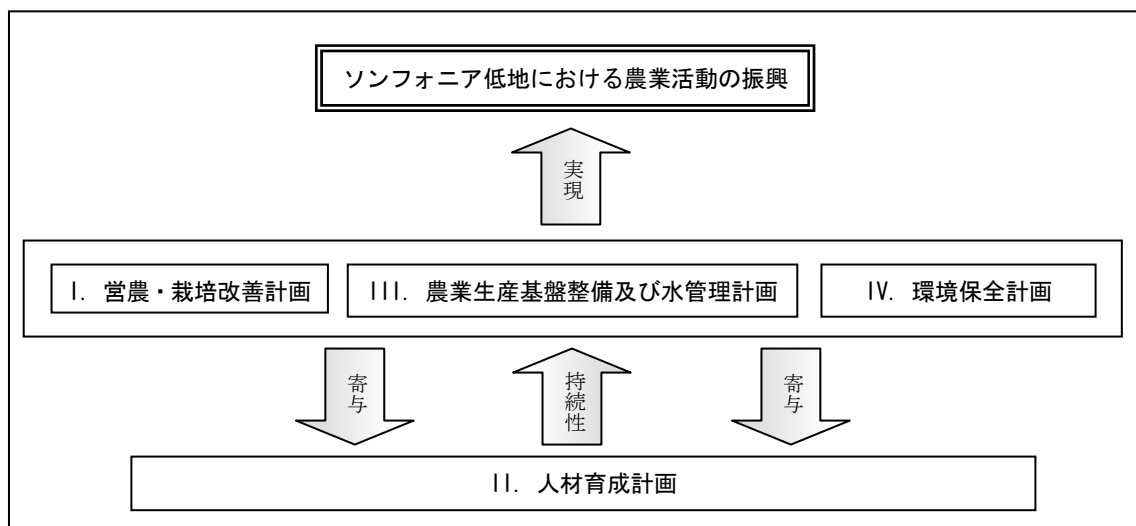 ソンフォニア低地における農業活動の振興
実現
I. 営農・栽培改善計画
III. 農業生産基盤整備及び水管理計画
IV. 環境保全計画
寄与
持続性
寄与
II. 人材育成計画